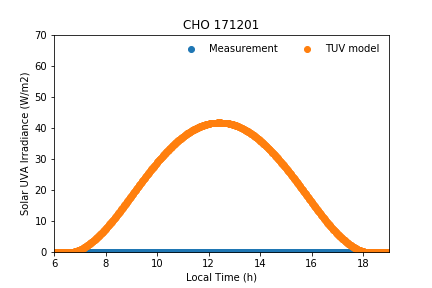 CHO 171201
Measurement TUV model
Solar UVA Irradiance (W/m2)
70
60
50
40
30
20
10
0
6 8 10 12 14 16 18
Local Time (h)